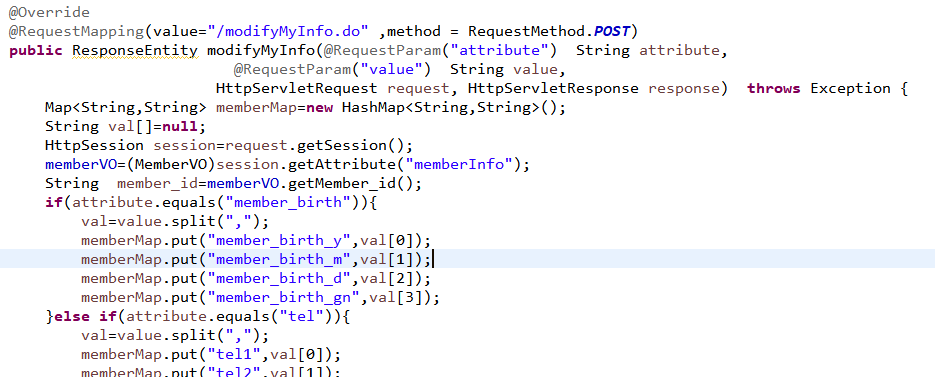 @Override
@RequestMapping(value="/modifyMyInfo.do" ,method = RequestMethod.POST)
public ResponseEntity modifyMyInfo(@RequestParam("attribute")  String attribute,
@RequestParam("value")  String value,
HttpServletRequest request, HttpServletResponse response)  throws Exception {
Map<String,String> memberMap=new HashMap<String,String>();
String val[]=null;
HttpSession session=request.getSession();
memberVO=(MemberVO)session.getAttribute("memberInfo");
String  member_id=memberVO.getMember_id();
if(attribute.equals("member_birth")){
val=value.split(",");
memberMap.put("member_birth_y",val[0]);
memberMap.put("member_birth_m",val[1]);
memberMap.put("member_birth_d",val[2]);
memberMap.put("member_birth_gn",val[3]);
}else if(attribute.equals("tel")){
val=value.split(",");
memberMap.put("tel1",val[0]);
memberMap.put("tel2",val[1]);